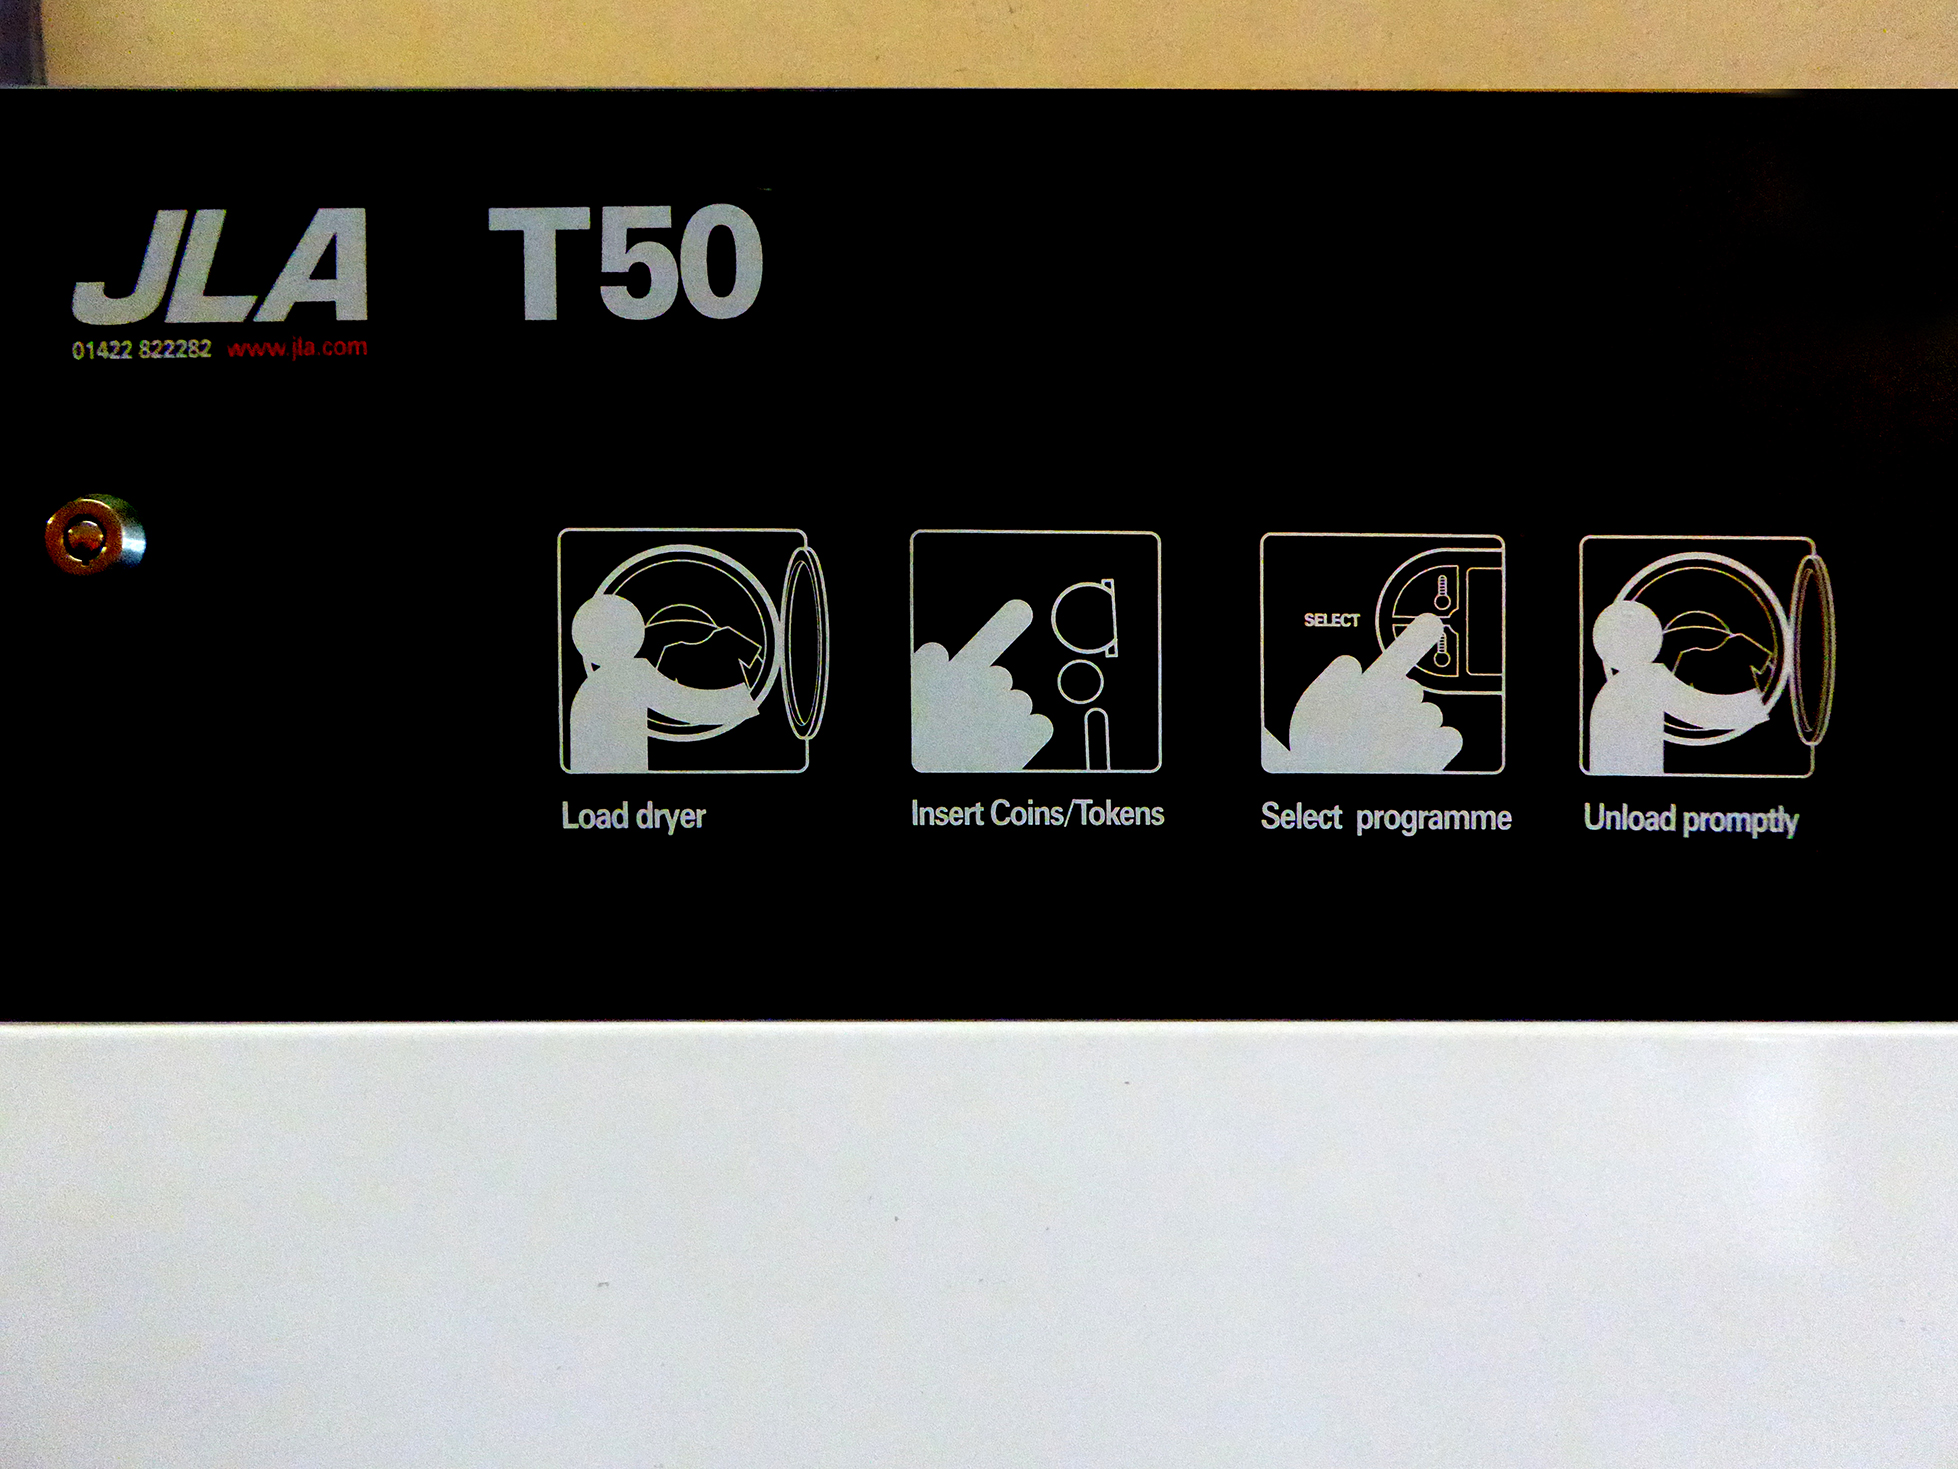 JLA T50
01422 822282 www.jla.com
SELECT
Load dryer
Insert Coins/Tokens
Select programme
Unload promptly